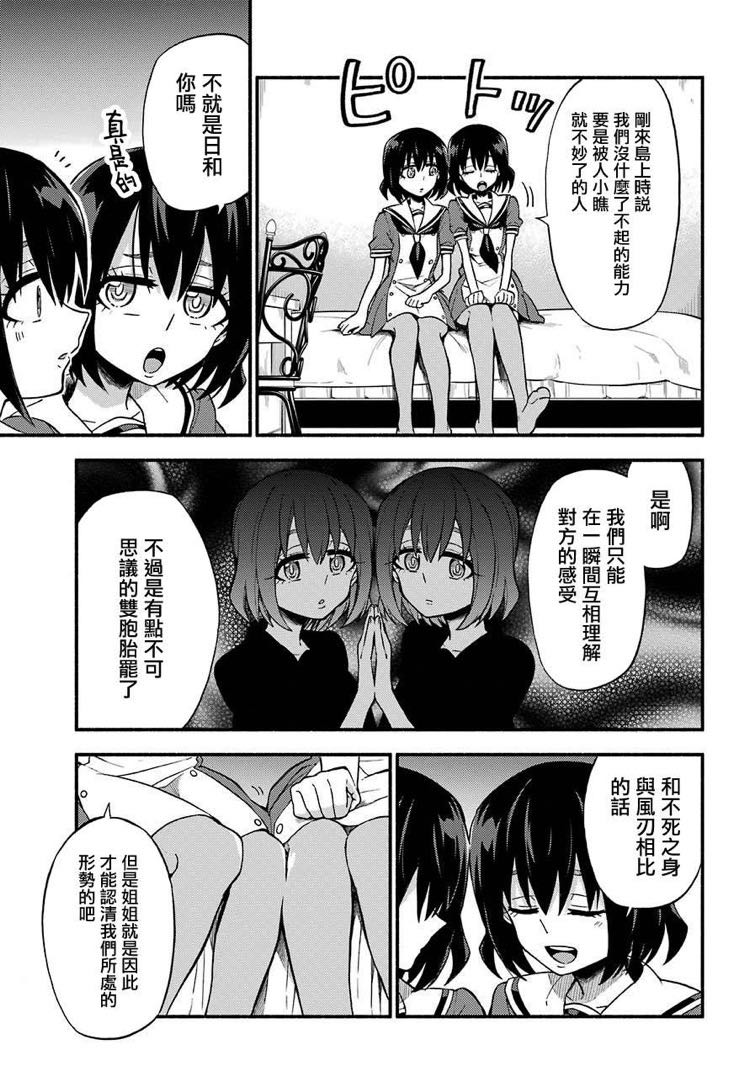 剛來島上時説
我們沒什麼了不起的能力
要是被人小瞧
就不妙了的人
ピトッ
不就是日和
你嗎
真是的
是啊
我們只能
在一瞬間互相理解
對方的感受
不過是有點不可
思議的雙胞胎罷了
和不死之身
與風刃相比
的話
但是姐姐就是因此
才能認清我們所處的
形勢的吧